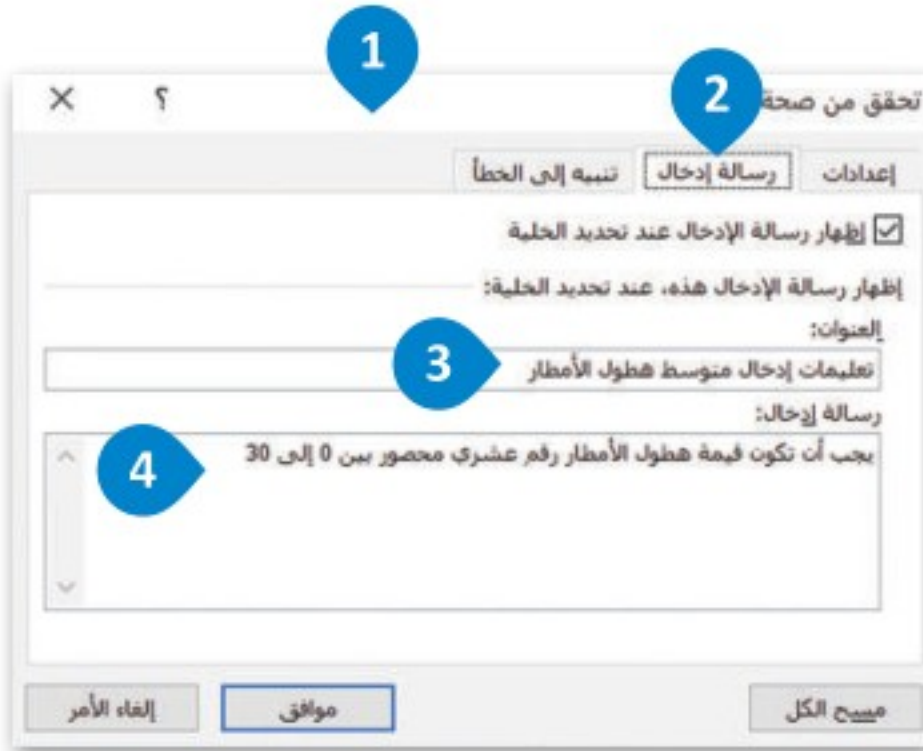 1
تحقق من صحة
2
؟
×
إعدادات
رسالة إدخال
تنبيه إلى الخطأ
إظهار رسالة الإدخال عند تحديد الخلية
إظهار رسالة الإدخال هذه، عند تحديد الخلية:
العنوان:
تعليمات إدخال متوسط هطول الأمطار
3
رسالة إدخال:
يجب أن تكون قيمة هطول الأمطار رقم عشري محصور بين 0 إلى 30
4
مسح الكل
موافق
إلغاء الأمر